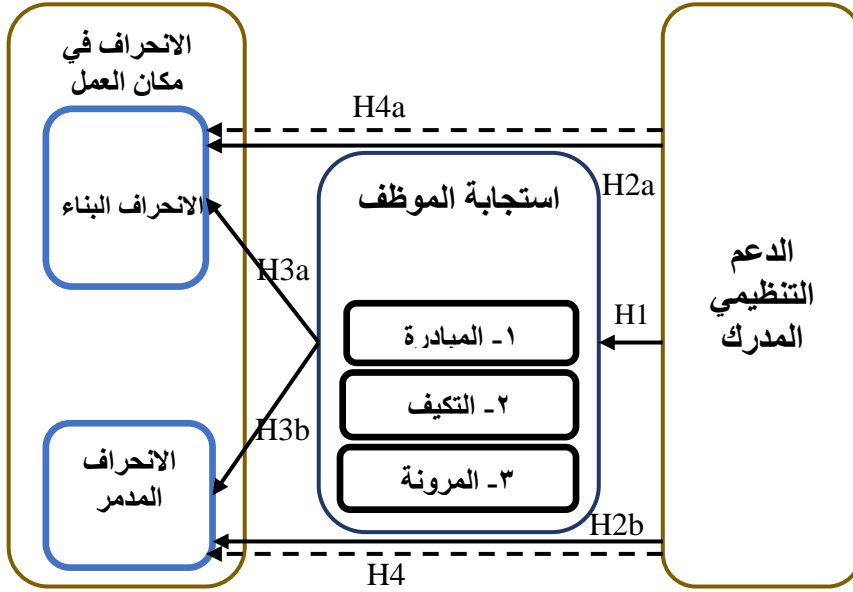 الدعم
التنظيمي
المدرك
H4a
H2a
H1
استجابة الموظف
١- المبادرة
٢- التكيف
٣- المرونة
H2b
H4
H3a
H3b
الانحراف في
مكان العمل
الانحراف البناء
الانحراف
المدمر